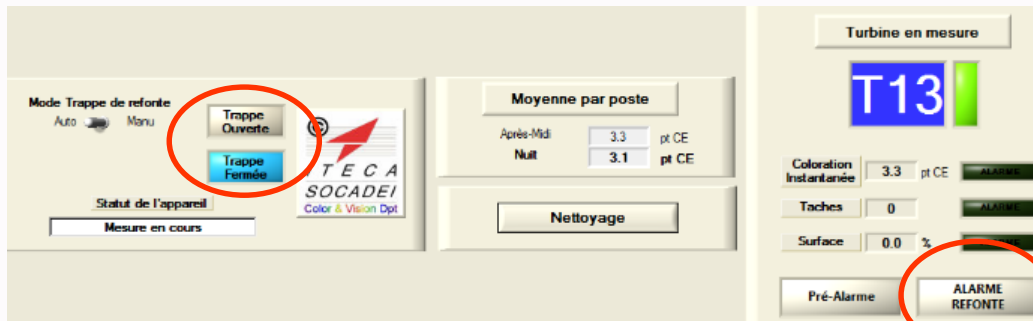 Mode Trappe de refonte
Auto Manu
Trappe
Ouverte
Trappe
Fermée
©
ITECA
SOCADEI
Color & Vision Dpt
Statut de l'appareil
Mesure en cours
Moyenne par poste
Après-Midi 3.3 pt CE
Nuit 3.1 pt CE
Nettoyage
Turbine en mesure
T13
Coloration
Instantanée 3.3 pt CE ALARME
Taches 0 ALARME
Surface 0.0 % ALARME
Pré-Alarme
ALARME
REFONTE